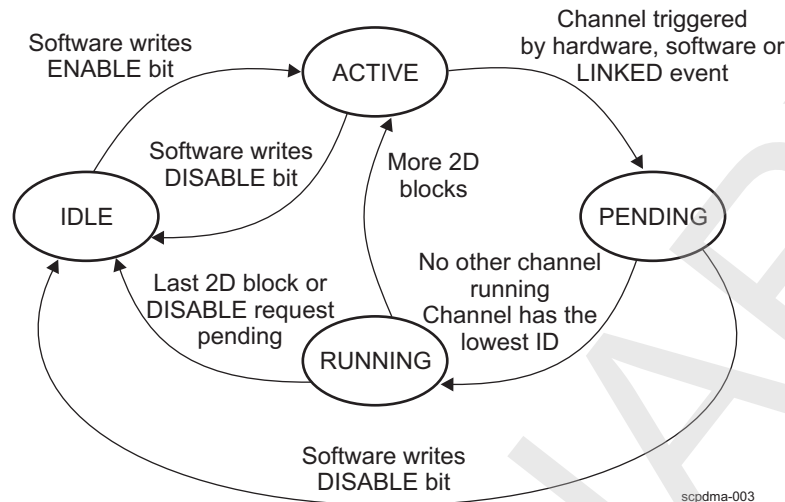 Software writes
ENABLE bit
ACTIVE
Channel triggered
by hardware, software or
LINKED event
Software writes
DISABLE bit
More 2D
blocks
IDLE
PENDING
Last 2D block or
DISABLE request
pending
No other channel
running
Channel has the
lowest ID
RUNNING
Software writes
DISABLE bit
scpdma-003